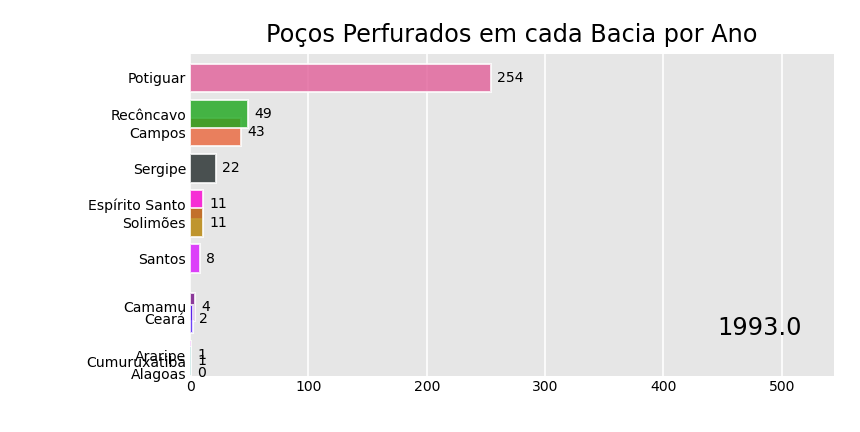 Poços Perfurados em cada Bacia por Ano
Potiguar 254
Recôncavo 49
Campos 43
Sergipe 22
Espírito Santo 11
Solimões 11
Santos 8
Camamu 4
Ceará 2
1993.0
Araripe 1
Cumuruxatiba 1
Alagoas 0
0 100 200 300 400 500